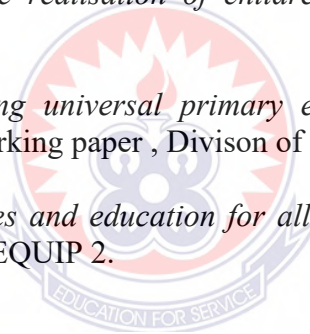 realisation of childre
ng universal primary e
rking paper , Divison of
es and education for all
EQUIP 2.
EDUCATION FOR SERVICE